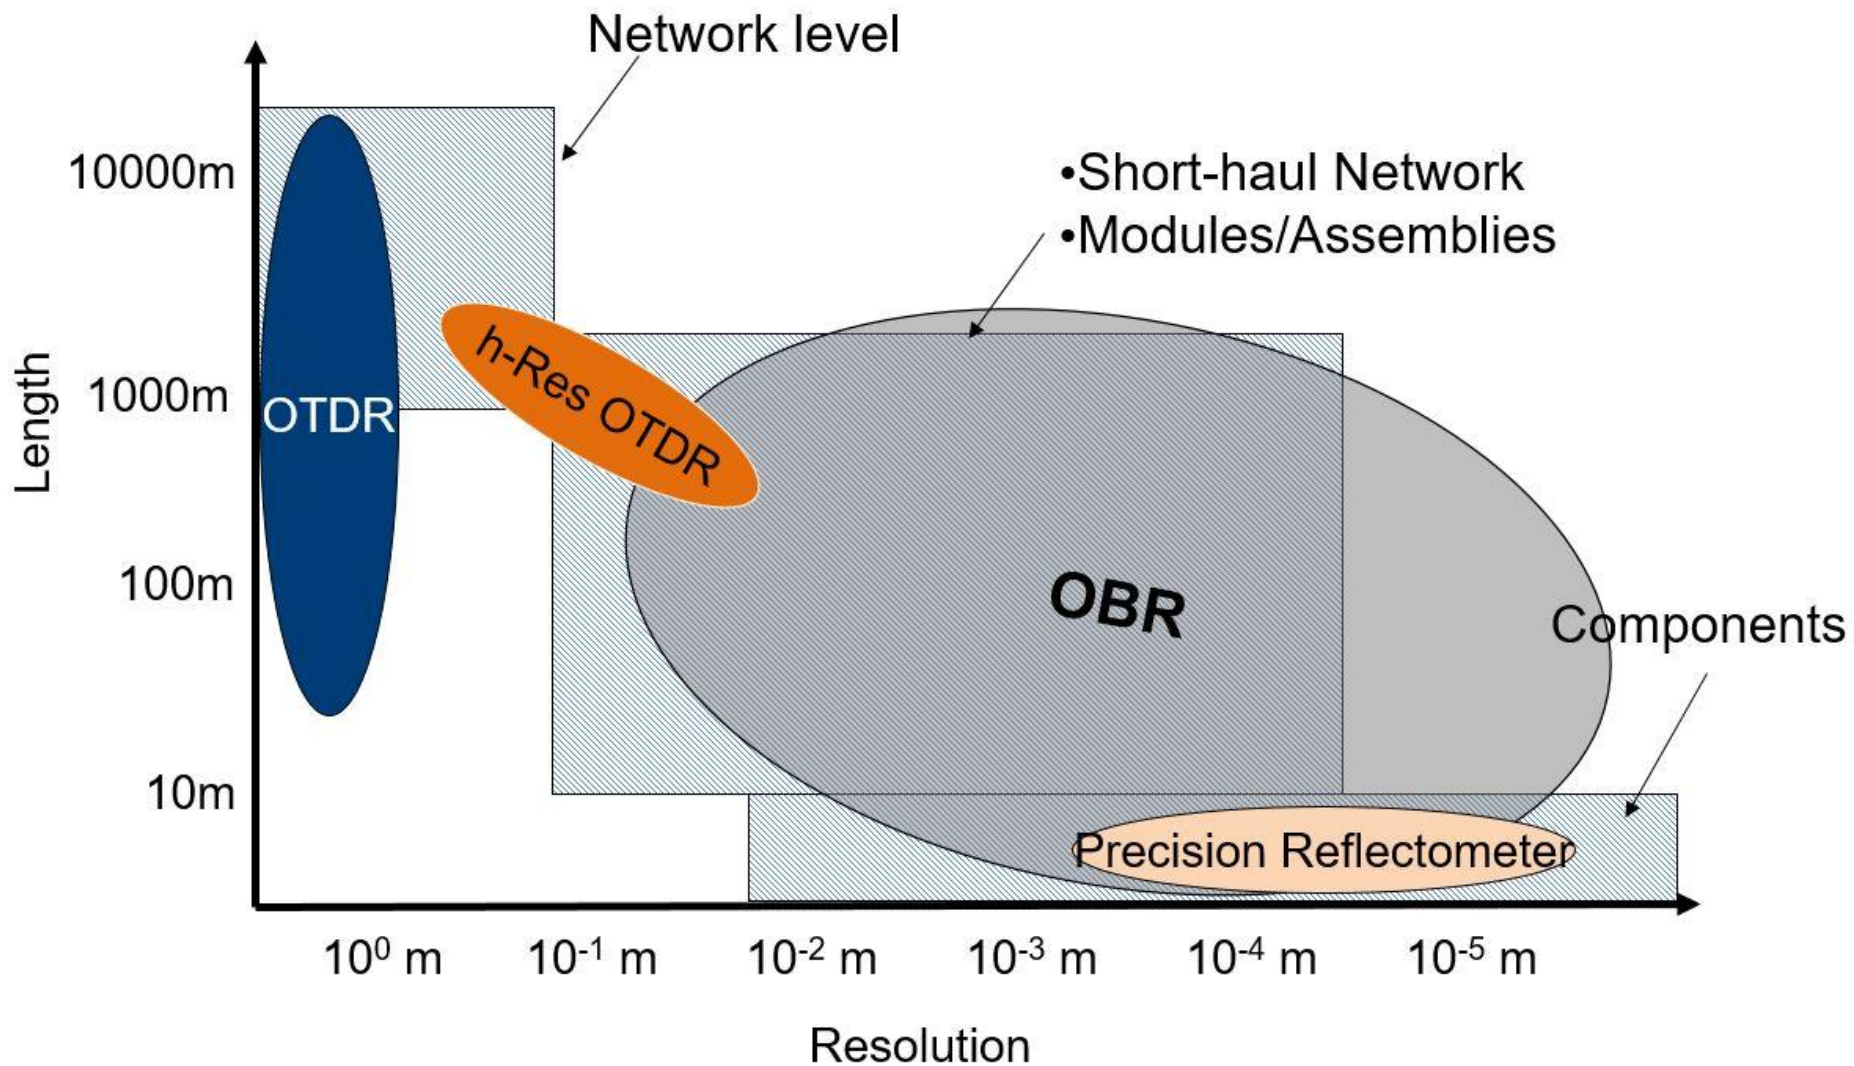 Network level
10000m
•Short-haul Network
•Modules/Assemblies
Length
1000m
h-Res OTDR
OTDR
100m
OBR
Components
10m
Precision Reflectometer
10⁰ m
10⁻¹ m
10⁻² m
10⁻³ m
10⁻⁴ m
10⁻⁵ m
Resolution